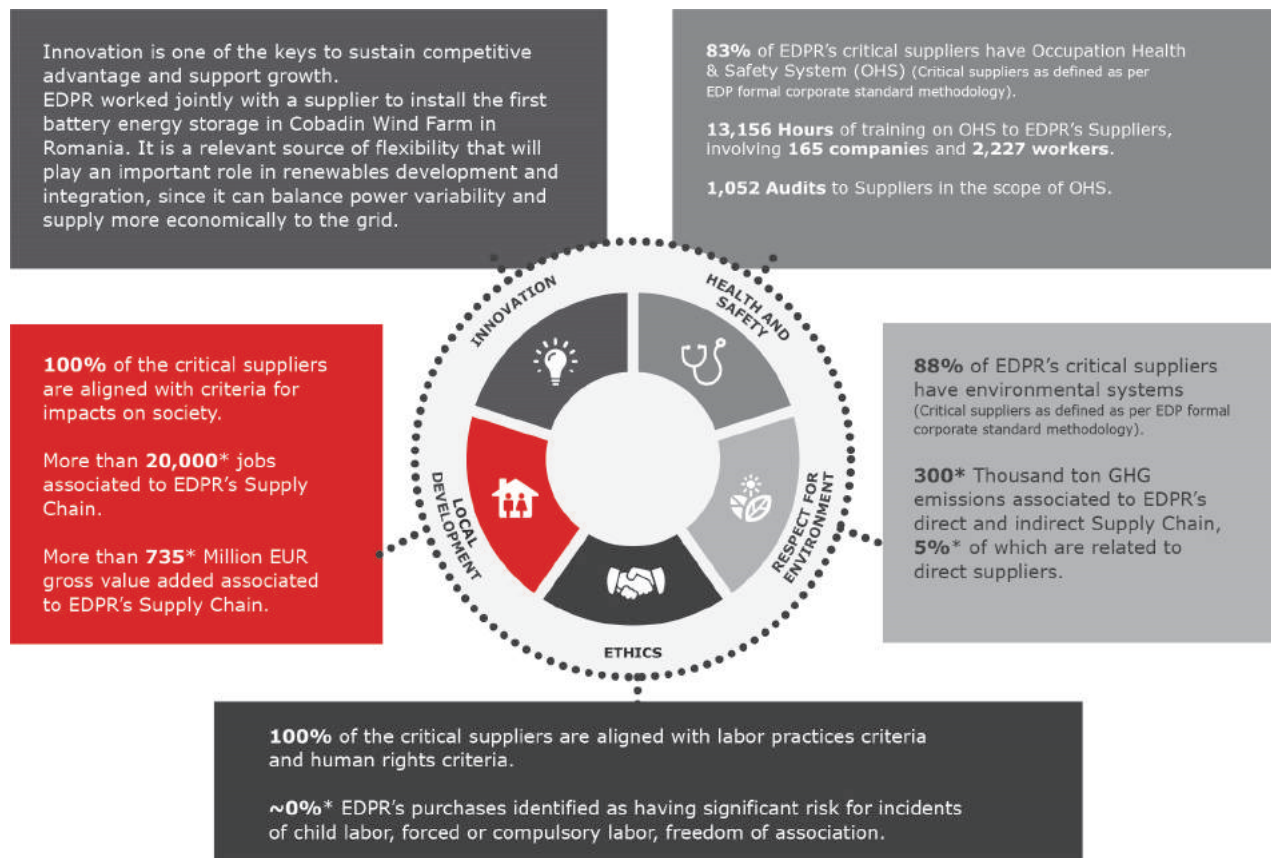 Innovation is one of the keys to sustain competitive
advantage and support growth.
EDPR worked jointly with a supplier to install the first
battery energy storage in Cobadin Wind Farm in
Romania. It is a relevant source of flexibility that will
play an important role in renewables development and
integration, since it can balance power variability and
supply more economically to the grid.
83% of EDPR's critical suppliers have Occupation Health
& Safety System (OHS) (Critical suppliers as defined as per
EDP formal corporate standard methodology).
13,156 Hours of training on OHS to EDPR's Suppliers,
involving 165 companies and 2,227 workers.
1,052 Audits to Suppliers in the scope of OHS.
INNOVATION
HEALTH AND
SAFETY
100% of the critical suppliers
are aligned with criteria for
impacts on society.
More than 20,000* jobs
associated to EDPR's Supply
Chain.
More than 735* Million EUR
gross value added associated
to EDPR's Supply Chain.
LOCAL
DEVELOPMENT
RESPECT FOR
ENVIRONMENT
88% of EDPR's critical suppliers
have environmental systems
(Critical suppliers as defined as per EDP formal
corporate standard methodology).
300* Thousand ton GHG
emissions associated to EDPR's
direct and indirect Supply Chain,
5%* of which are related to
direct suppliers.
ETHICS
100% of the critical suppliers are aligned with labor practices criteria
and human rights criteria.
~0%* EDPR's purchases identified as having significant risk for incidents
of child labor, forced or compulsory labor, freedom of association.